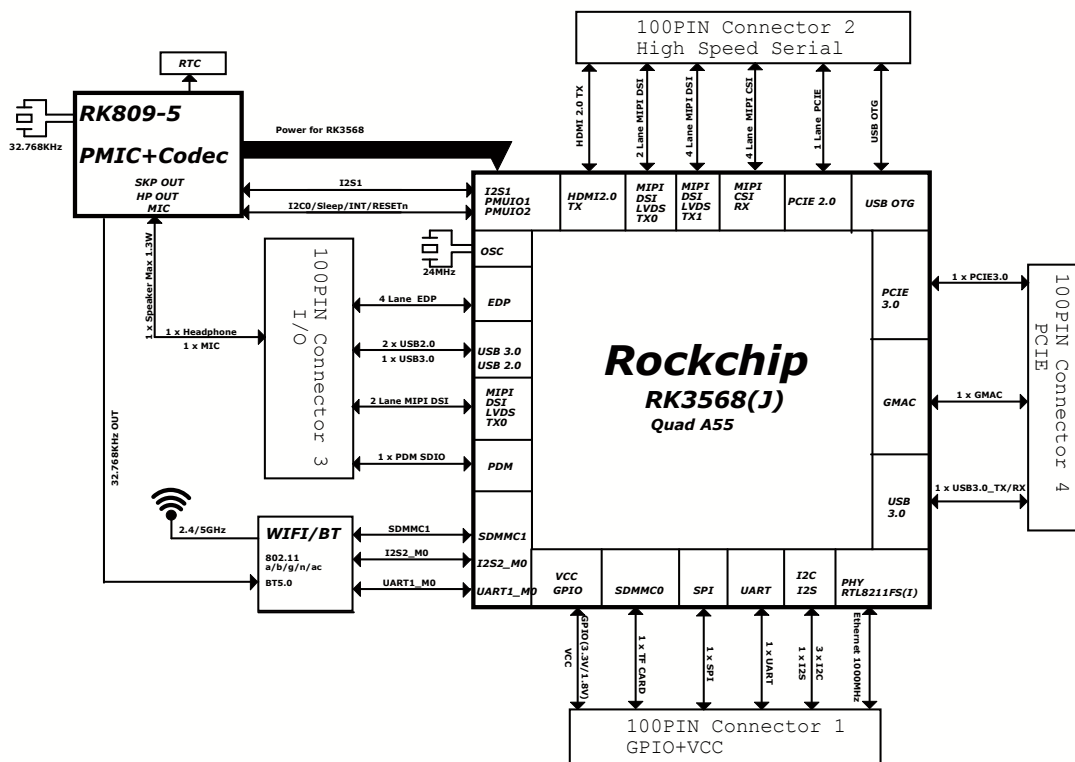 100PIN Connector 2
High Speed Serial
RTC
RK809-5
PMIC+Codec
SKP OUT
HP OUT
MIC
32.768KHz
Power for RK3568
HDMI 2.0 TX
2 Lane MIPI DSI
4 Lane MIPI DSI
4 Lane MIPI CSI
1 Lane PCIE
USB OTG
I2S1
I2C0/Sleep/INT/RESETn
I2S1
PMUIO1
PMUIO2
HDMI2.0
TX
MIPI
DSI
LVDS
TX0
MIPI
DSI
LVDS
TX1
MIPI
CSI
RX
PCIE 2.0
USB OTG
OSC
24MHz
1 x Speaker Max 1.3W
1 x Headphone
1 x MIC
100PIN Connector 3
I/O
4 Lane EDP
EDP
2 x USB2.0
1 x USB3.0
USB 3.0
USB 2.0
2 Lane MIPI DSI
MIPI
DSI
LVDS
TX0
1 x PDM SDIO
PDM
Rockchip
RK3568(J)
Quad A55
PCIE
3.0
1 x PCIE3.0
GMAC
1 x GMAC
USB
3.0
1 x USB3.0_TX/RX
100PIN Connector 4
PCIE
32.768KHz OUT
2.4/5GHz
WIFI/BT
802.11
a/b/g/n/ac
BT5.0
SDMMC1
I2S2_M0
UART1_M0
SDMMC1
I2S2_M0
UART1_M0
VCC
GPIO
SDMMC0
SPI
UART
I2C
I2S
PHY
RTL8211FS(I)
GPIO(3.3V/1.8V)
VCC
1 x TF CARD
1 x SPI
1 x UART
3 x I2C
1 x I2S
Ethernet 1000MHz
100PIN Connector 1
GPIO+VCC